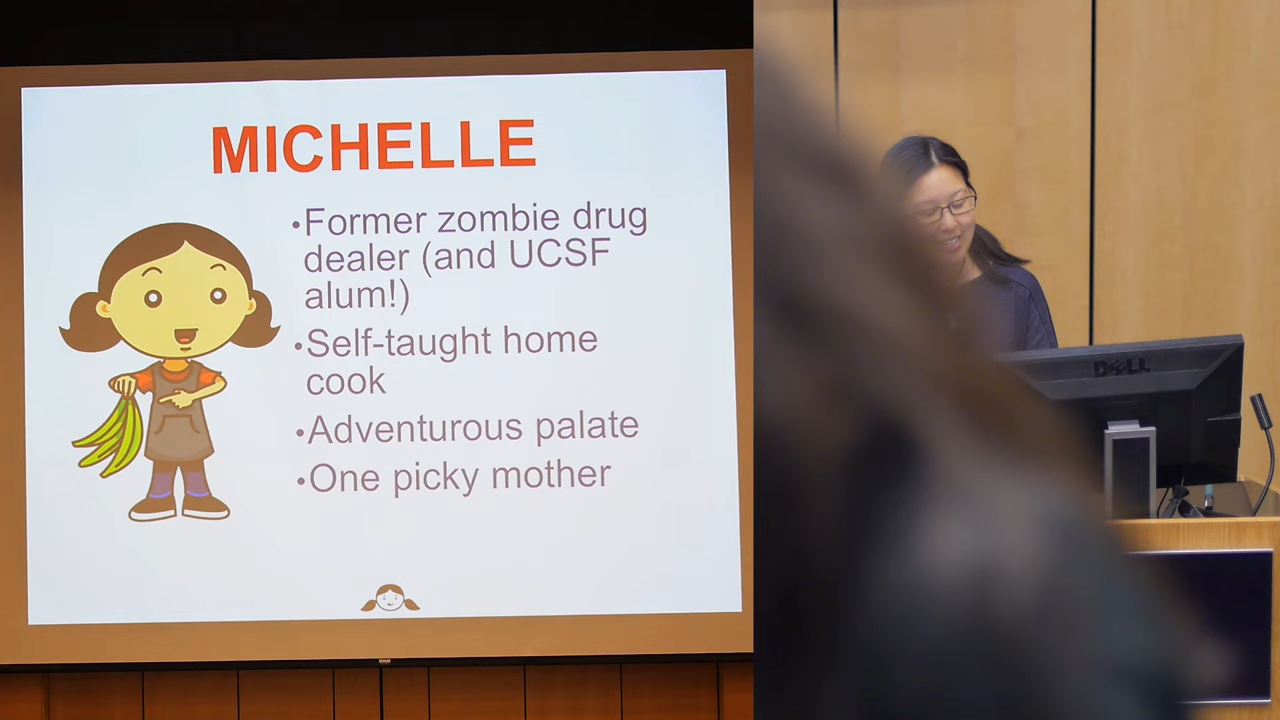 MICHELLE
•Former zombie drug
dealer (and UCSF
alum!)
•Self-taught home
cook
•Adventurous palate
•One picky mother
DELL